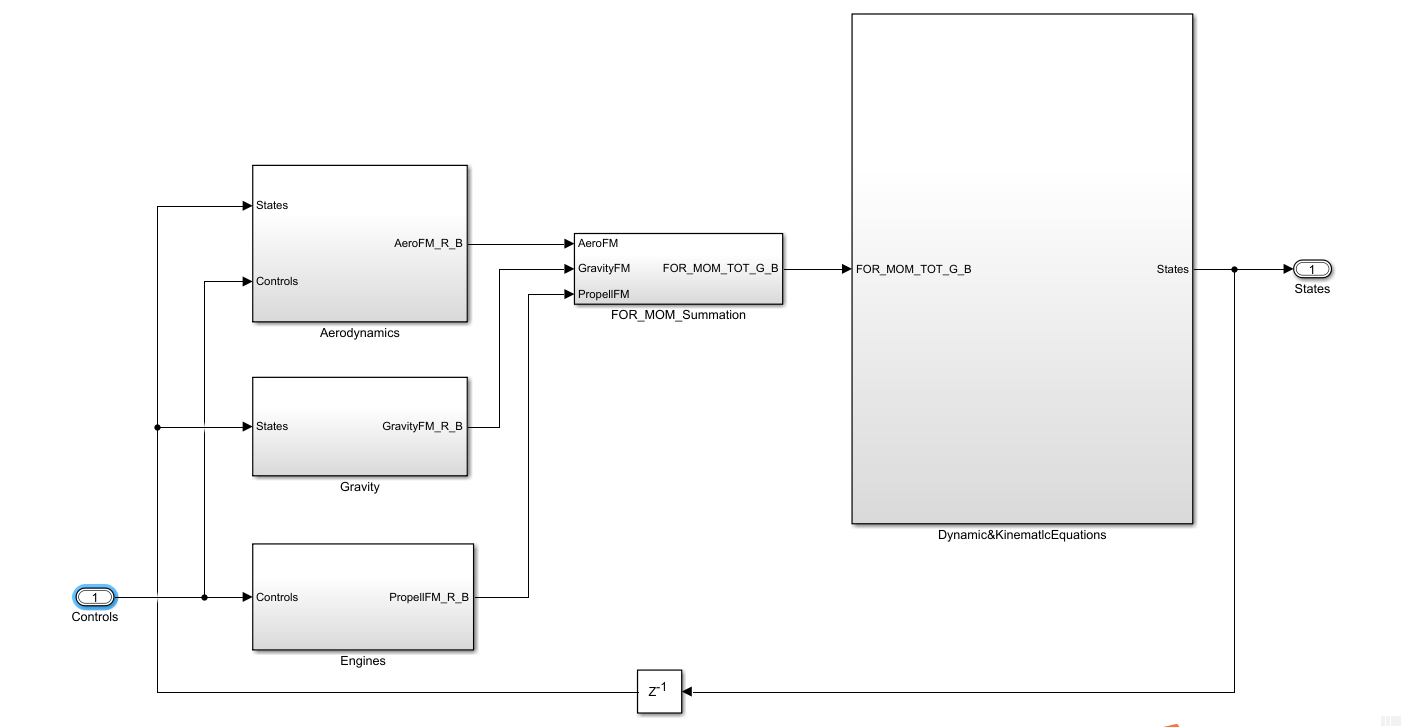 States
Controls
AeroFM_R_B
Aerodynamics
States
GravityFM_R_B
Gravity
1
Controls
Controls
PropellFM_R_B
Engines
AeroFM
GravityFM
PropellFM
FOR_MOM_TOT_G_B
FOR_MOM_Summation
FOR_MOM_TOT_G_B
States
Dynamic&KinematIcEquations
1
States
Z-1